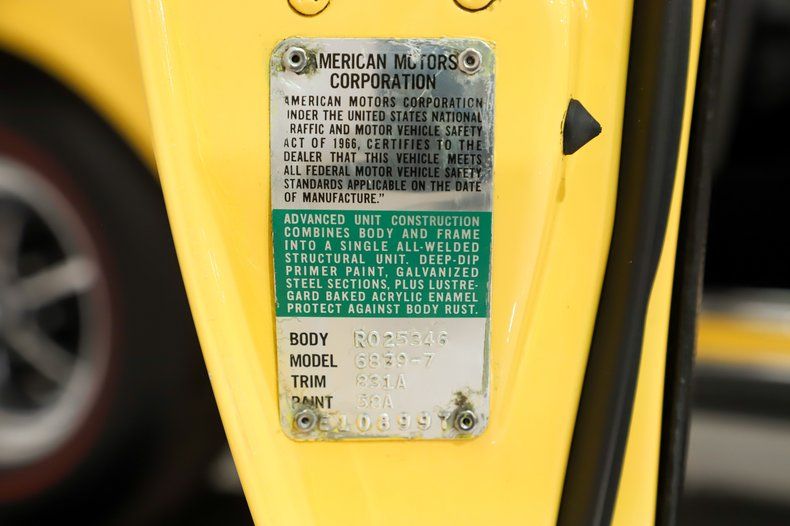 AMERICAN MOTORS
CORPORATION
AMERICAN MOTORS CORPORATION
UNDER THE UNITED STATES NATIONAL
TRAFFIC AND MOTOR VEHICLE SAFETY
ACT OF 1966, CERTIFIES TO THE
DEALER THAT THIS VEHICLE MEETS
ALL FEDERAL MOTOR VEHICLE SAFETY
STANDARDS APPLICABLE ON THE DATE
OF MANUFACTURE."
ADVANCED UNIT CONSTRUCTION
COMBINES BODY AND FRAME
INTO A SINGLE ALL-WELDED
STRUCTURAL UNIT. DEEP-DIP
PRIMER PAINT, GALVANIZED
STEEL SECTIONS, PLUS LUSTRE-
GARD BAKED ACRYLIC ENAMEL
PROTECT AGAINST BODY RUST.
BODY R025346
MODEL 6839-7
TRIM 831A
PAINT 58A